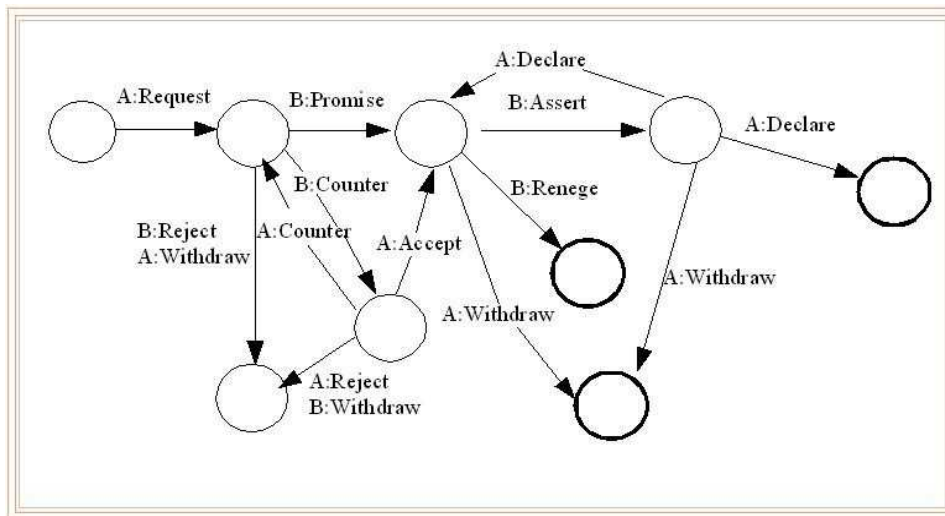 A:Declare
A:Request
B:Promise
B:Assert
A:Declare
B:Counter
B:Renege
B:Reject
A:Withdraw
A:Counter
A:Accept
A:Withdraw
A:Withdraw
A:Reject
B:Withdraw